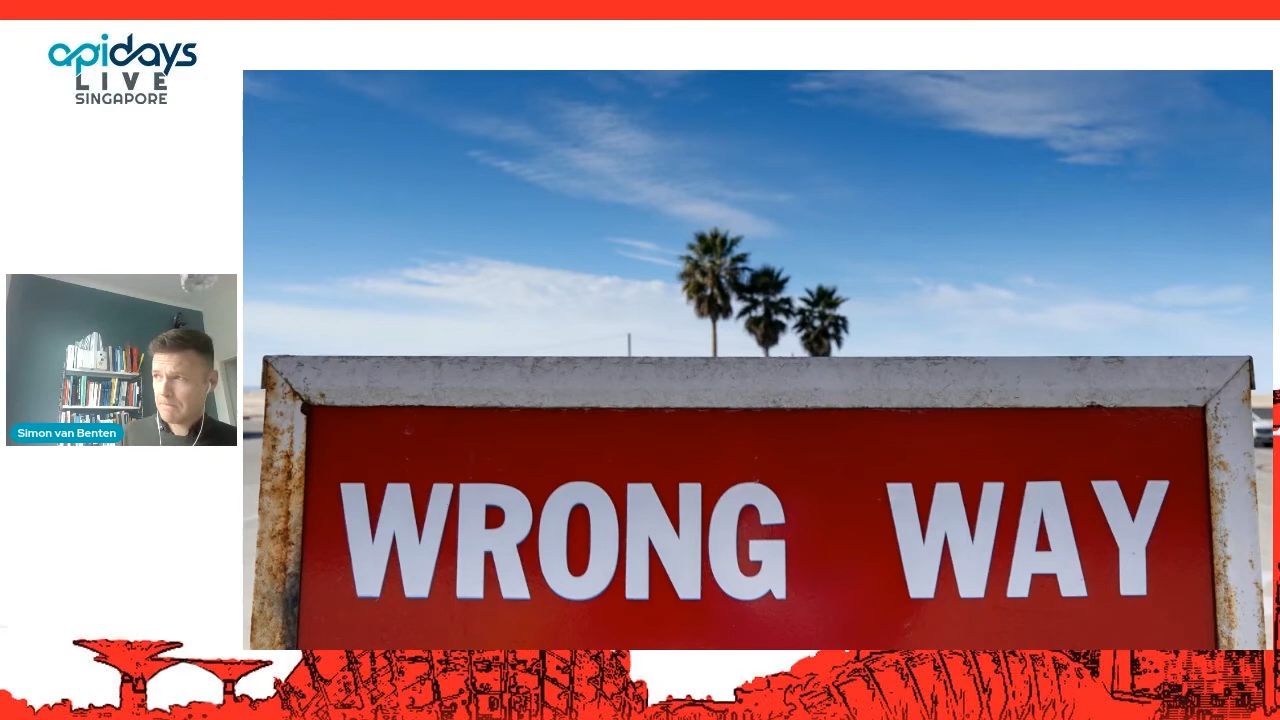 apidays
LIVE
SINGAPORE
Simon van Benten
WRONG WAY